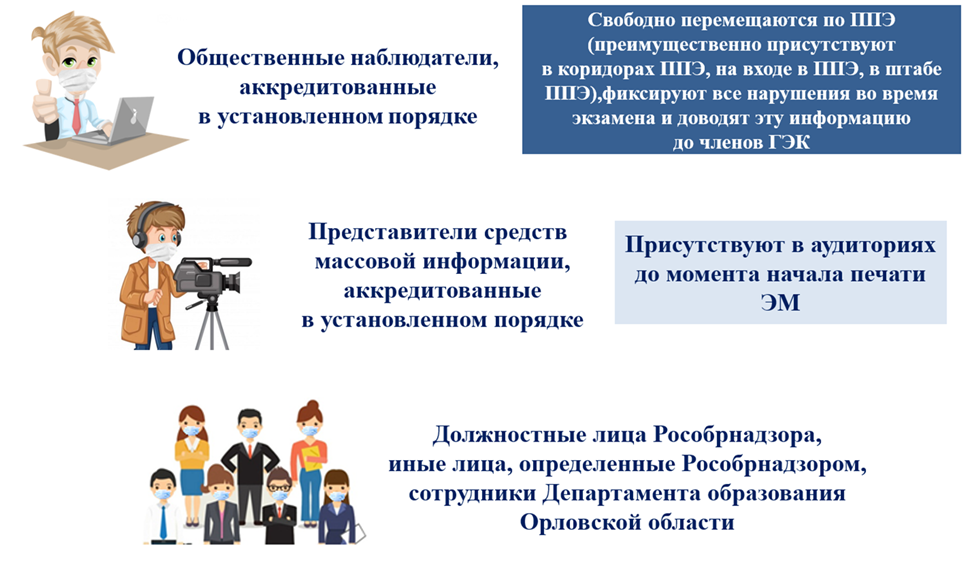 Общественные наблюдатели,
аккредитованные
в установленном порядке
Свободно перемещаются по ППЭ
(преимущественно присутствуют
в коридорах ППЭ, на входе в ППЭ, в штабе
ППЭ),фиксируют все нарушения во время
экзамена и доводят эту информацию
до членов ГЭК
Представители средств
массовой информации,
аккредитованные
в установленном порядке
Присутствуют в аудиториях
до момента начала печати
ЭМ
Должностные лица Рособрнадзора,
иные лица, определенные Рособрнадзором,
сотрудники Департамента образования
Орловской области